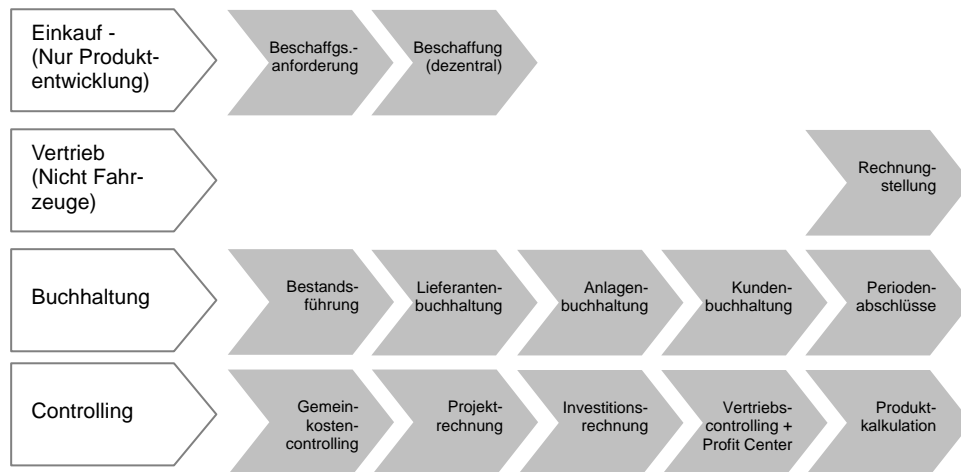 Einkauf -
(Nur Produkt-
entwicklung)
Beschaffgs.-
anforderung
Beschaffung
(dezentral)
Vertrieb
(Nicht Fahr-
zeuge)
Rechnung-
stellung
Buchhaltung
Bestands-
führung
Lieferanten-
buchhaltung
Anlagen-
buchhaltung
Kunden-
buchhaltung
Perioden-
abschlüsse
Controlling
Gemein-
kosten-
controlling
Projekt-
rechnung
Investitions-
rechnung
Vertriebs-
controlling +
Profit Center
Produkt-
kalkulation